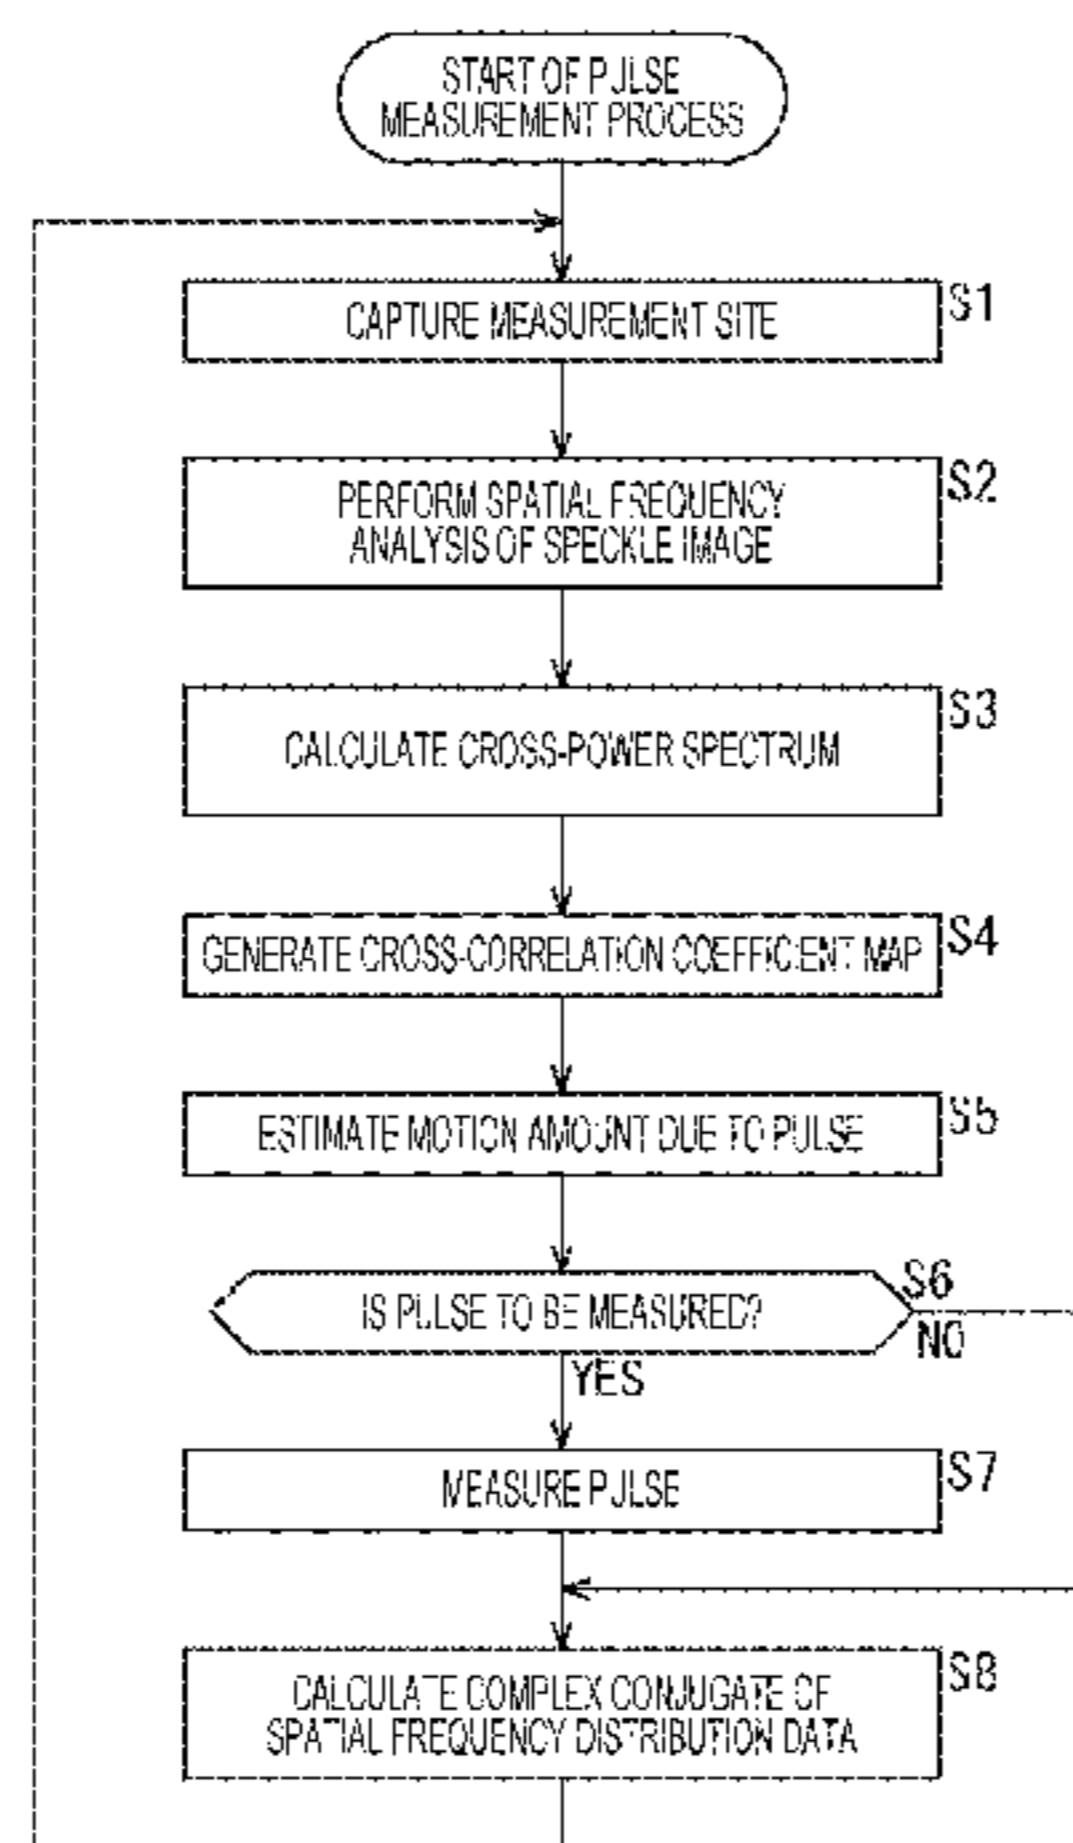 START OF PULSE
MEASUREMENT PROCESS
CAPTURE MEASUREMENT SITE
S1
PERFORM SPATIAL FREQUENCY
ANALYSIS OF SPECKLE IMAGE
S2
CALCULATE CROSS-POWER SPECTRUM
S3
GENERATE CROSS-CORRELATION COEFFICIENT MAP
S4
ESTIMATE MOTION AMOUNT DUE TO PULSE
S5
IS PULSE TO BE MEASURED?
S6
NO
YES
MEASURE PULSE
S7
CALCULATE COMPLEX CONJUGATE OF
SPATIAL FREQUENCY DISTRIBUTION DATA
S8